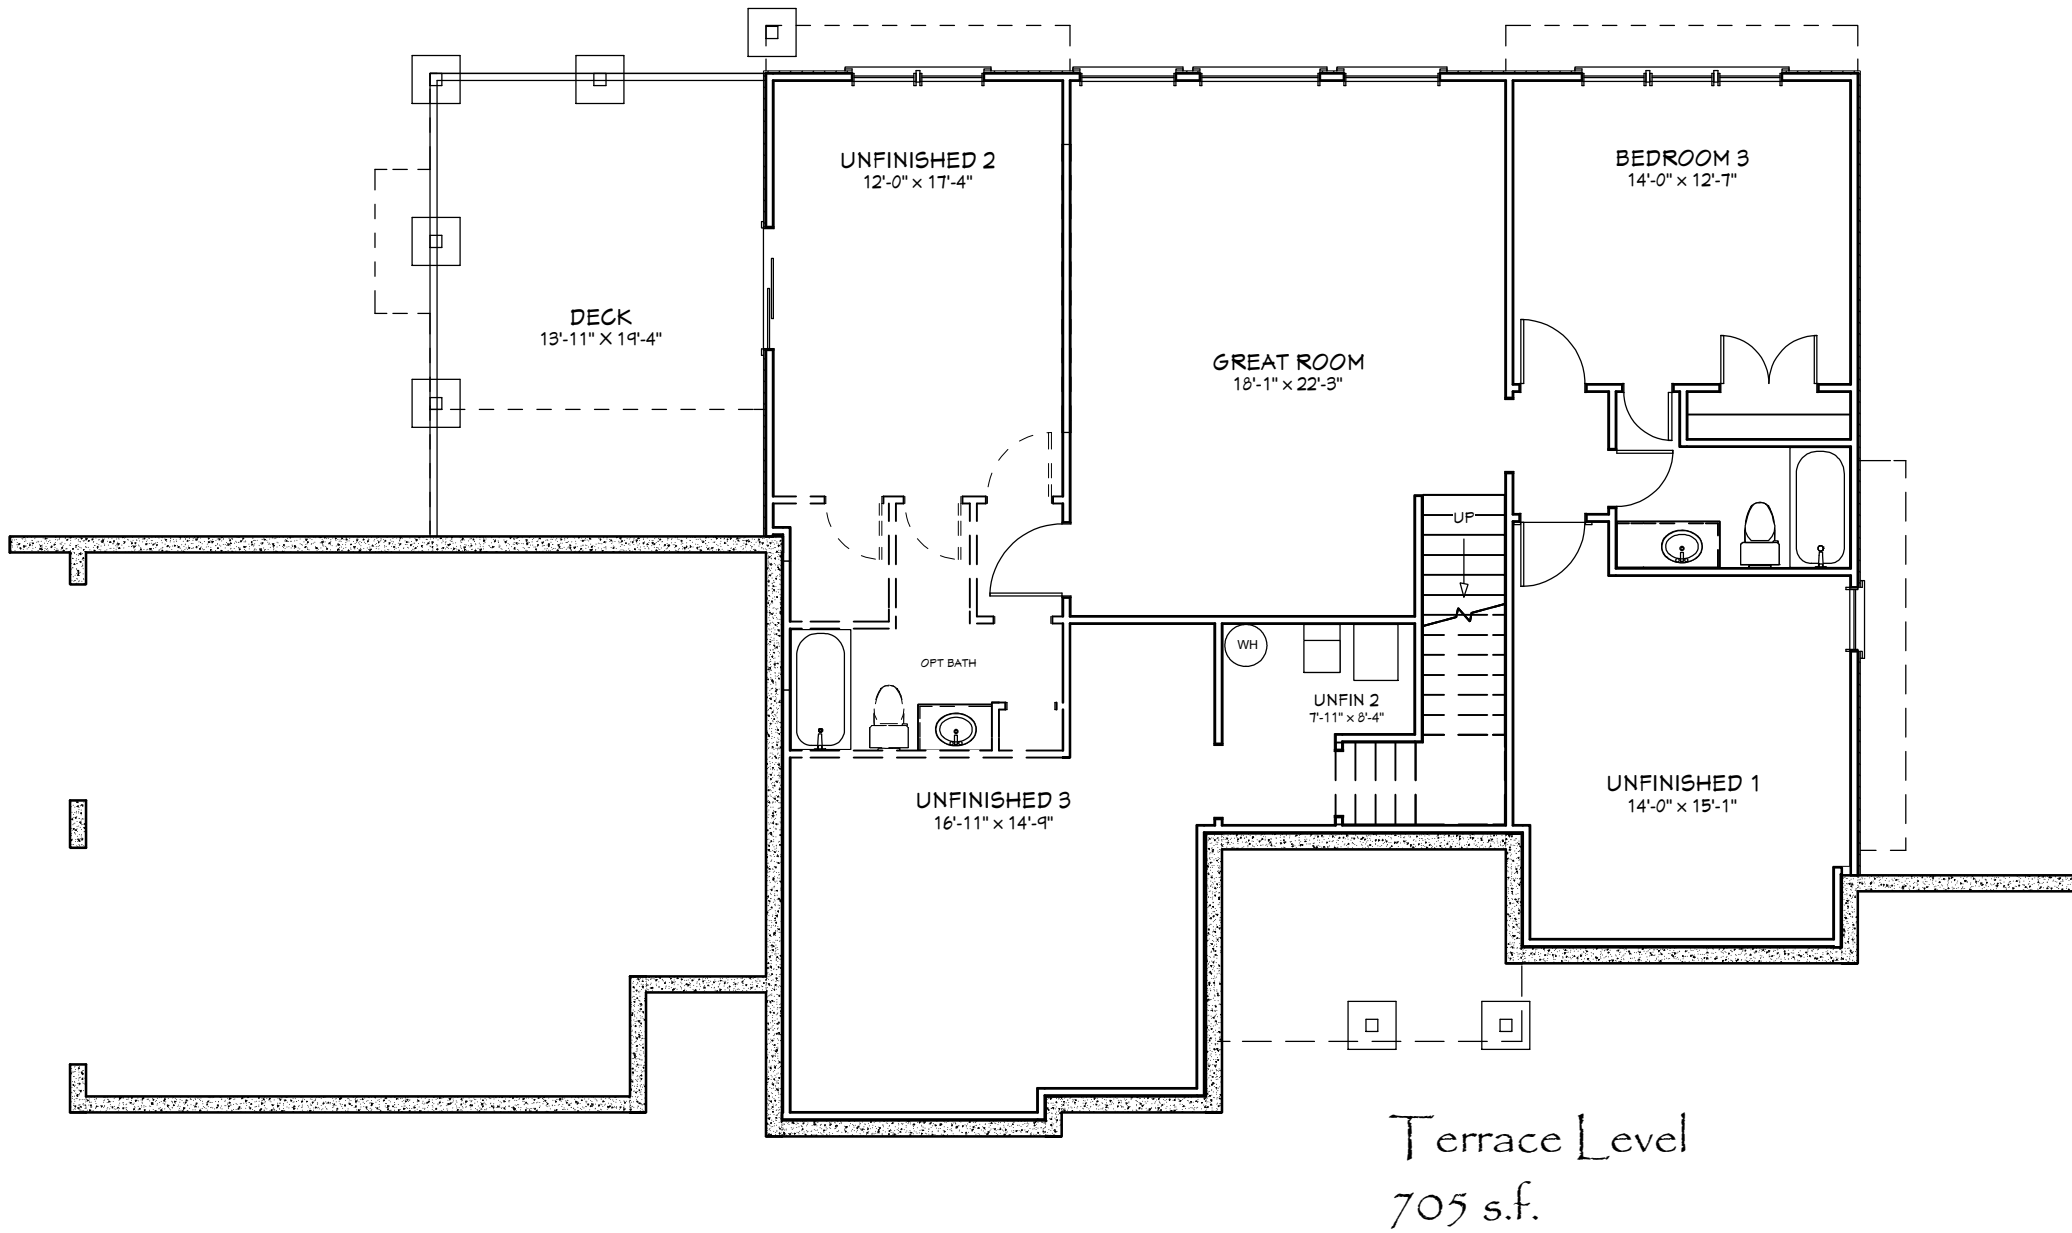 UNFINISHED 2
12'-0" x 17'-4"
BEDROOM 3
14'-0" x 12'-7"
DECK
13'-11" X 19'-4"
GREAT ROOM
18'-1" x 22'-3"
UP
WH
OPT BATH
UNFIN 2
7'-11" x 8'-4"
UNFINISHED 1
14'-0" x 15'-1"
UNFINISHED 3
16'-11" x 14'-9"
Terrace Level
705 s.f.